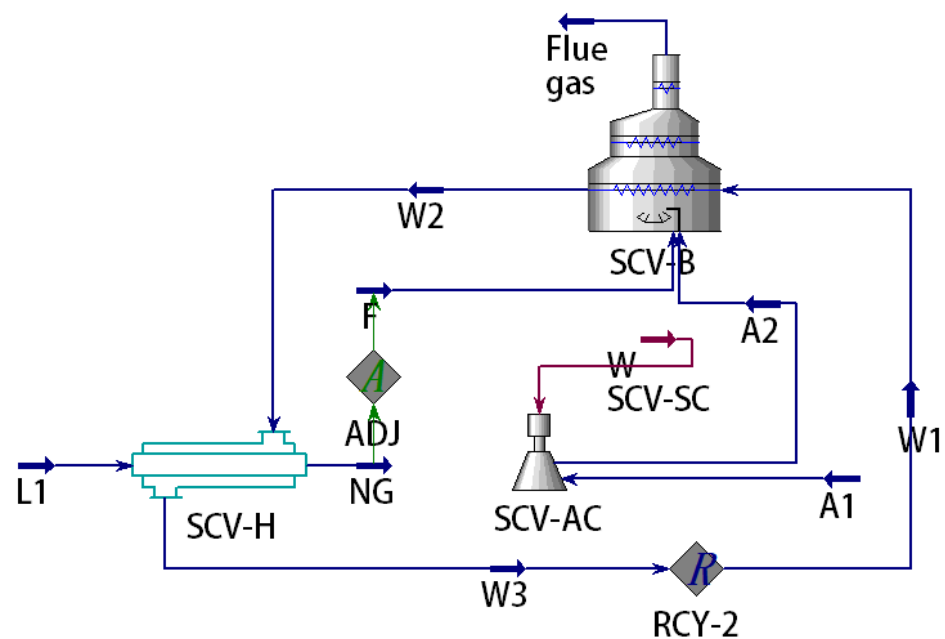 Flue
gas
W2
SCV-B
F
A2
W
SCV-SC
A
ADJ
W1
L1
NG
SCV-H
SCV-AC
A1
W3
R
RCY-2